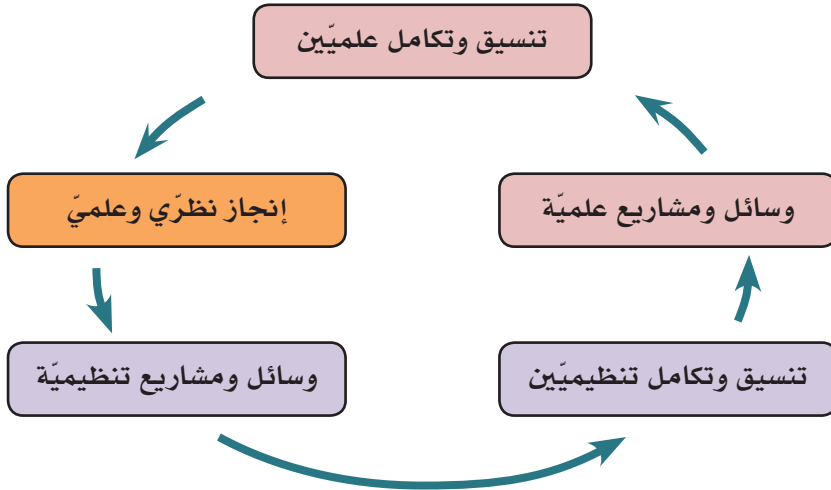 تنسيق وتكامل علميّين
وسائل ومشاريع علميّة
إنجاز نظرّي وعلميّ
تنسيق وتكامل تنظيميّين
وسائل ومشاريع تنظيميّة